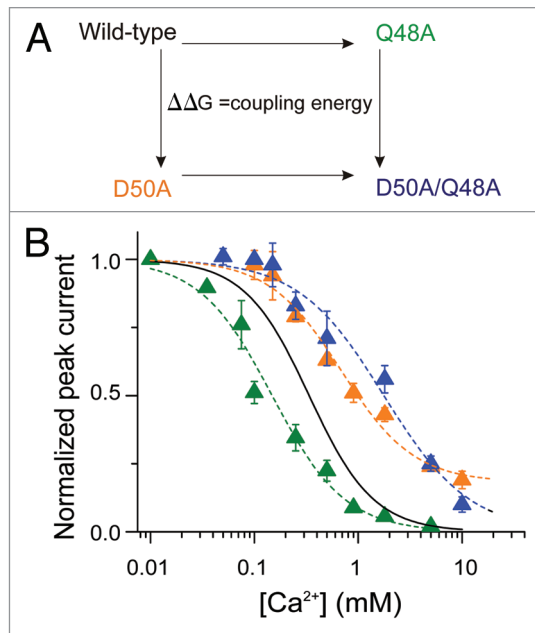 A
Wild-type
Q48A
ΔΔG =coupling energy
D50A
D50A/Q48A
B
Normalized peak current
1.0
0.5
0.0
0.01
0.1
1
10
[Ca²⁺] (mM)